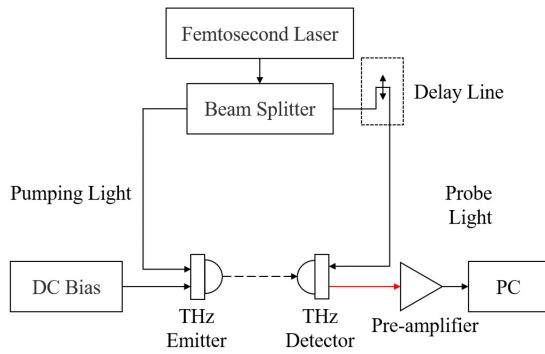 Femtosecond Laser
Beam Splitter
Delay Line
Pumping Light
Probe
Light
DC Bias
THz
Emitter
THz
Detector
Pre-amplifier
PC